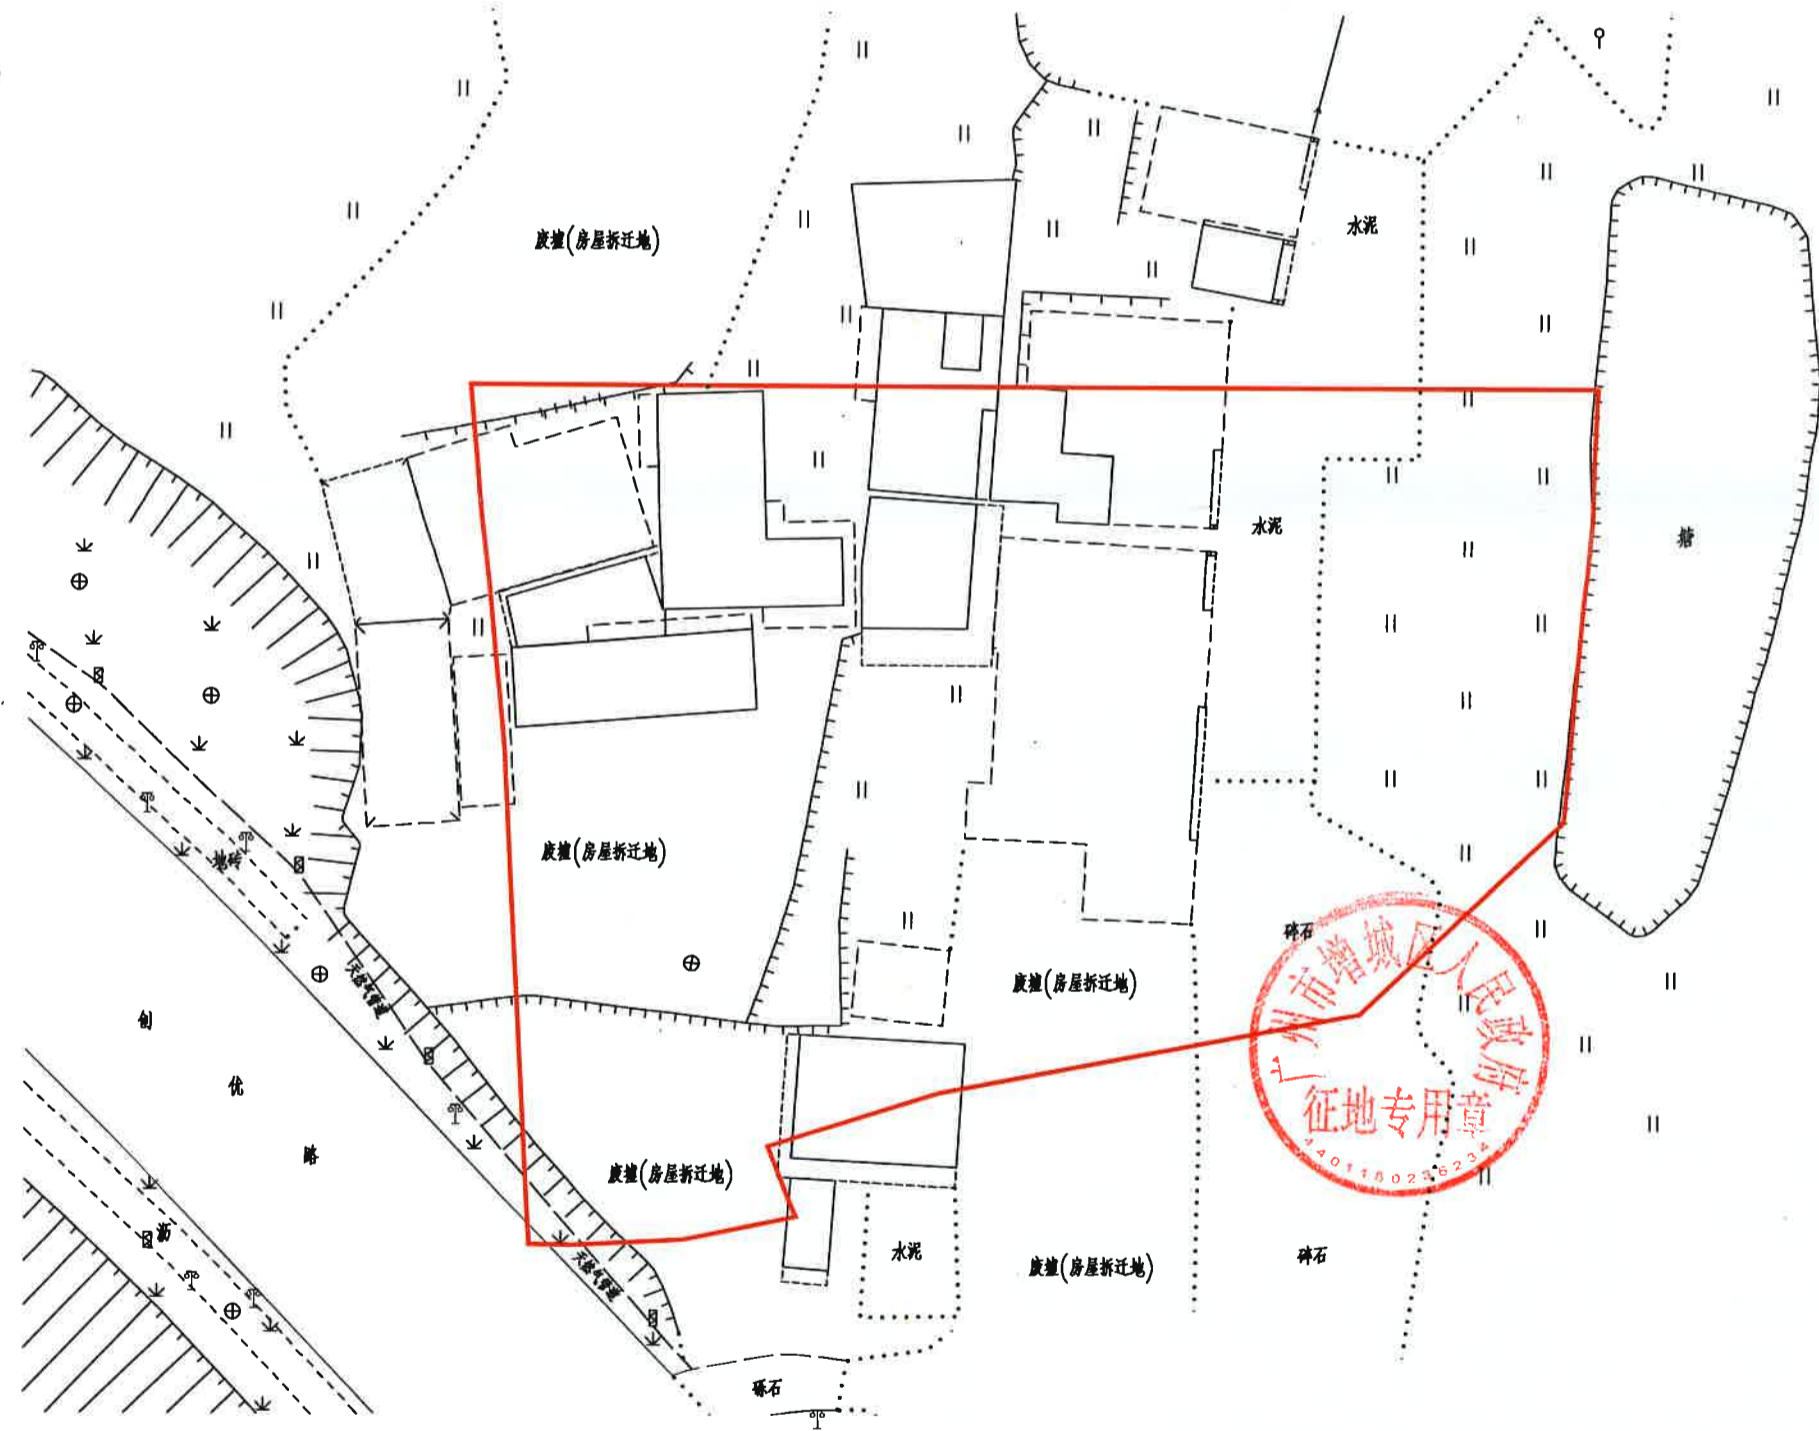 废墟(房屋拆迁地)
水泥
水泥
塘
废墟(房屋拆迁地)
地砖
碎石
天然气管道
废墟(房屋拆迁地)
创
优
路
废墟(房屋拆迁地)
沥
水泥
天然气管道
废墟(房屋拆迁地)
碎石
砾石
广州市增城区人民政府
征地专用章